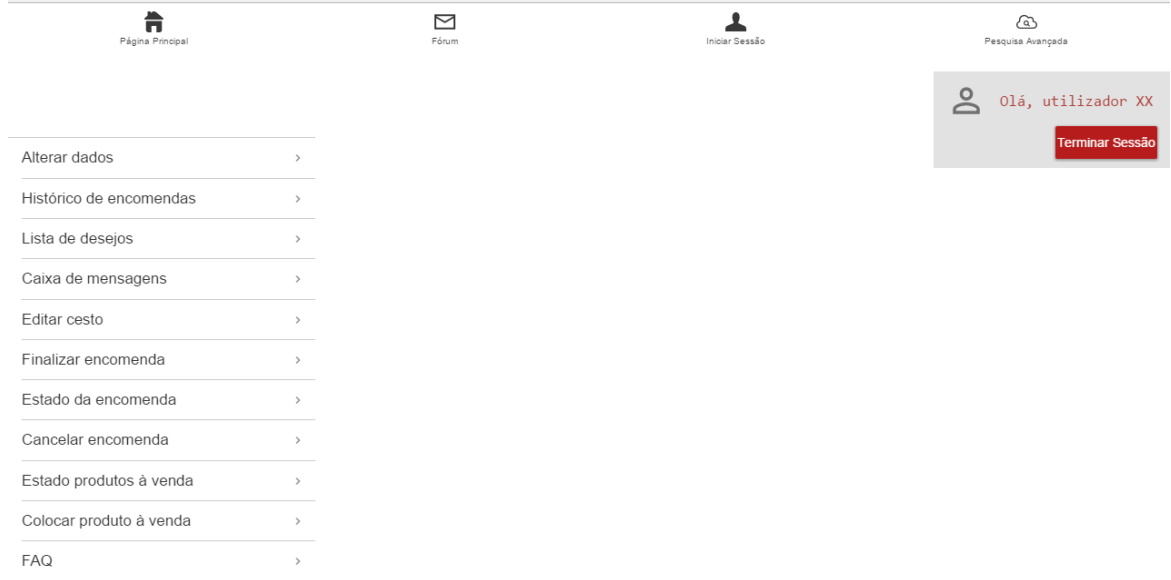 Página Principal
Fórum
Iniciar Sessão
Pesquisa Avançada
Olá, utilizador XX
Terminar Sessão
Alterar dados
Histórico de encomendas
Lista de desejos
Caixa de mensagens
Editar cesto
Finalizar encomenda
Estado da encomenda
Cancelar encomenda
Estado produtos à venda
Colocar produto à venda
FAQ